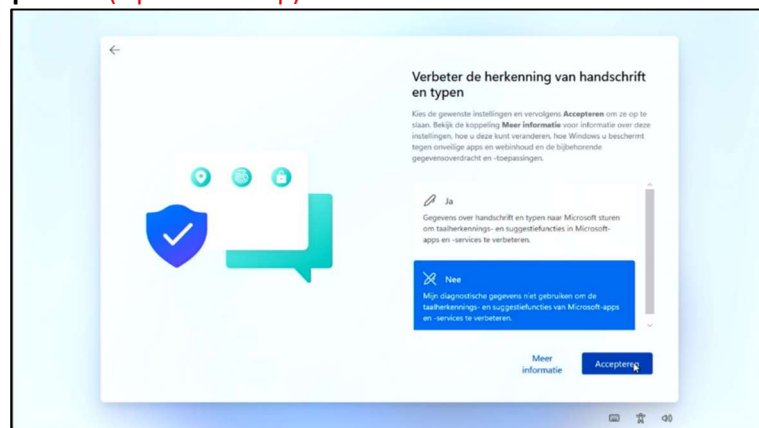 Verbeter de herkenning van handschrift
en typen
Kies de gewenste instellingen en vervolgens Accepteren om ze op te
slaan. Bekijk de koppeling Meer informatie voor informatie over deze
instellingen, hoe u deze kunt veranderen, hoe Windows u beschermt
tegen onveilige apps en webinhoud en de bijbehorende
gegevensoverdracht en -toepassingen.
Ja
Gegevens over handschrift en typen naar Microsoft sturen
om taalherkennings- en suggestiefuncties in Microsoft-
apps en -services te verbeteren.
Nee
Mijn diagnostische gegevens niet gebruiken om de
taalherkennings- en suggestiefuncties van Microsoft-apps
en -services te verbeteren.
Meer
informatie
Accepteren